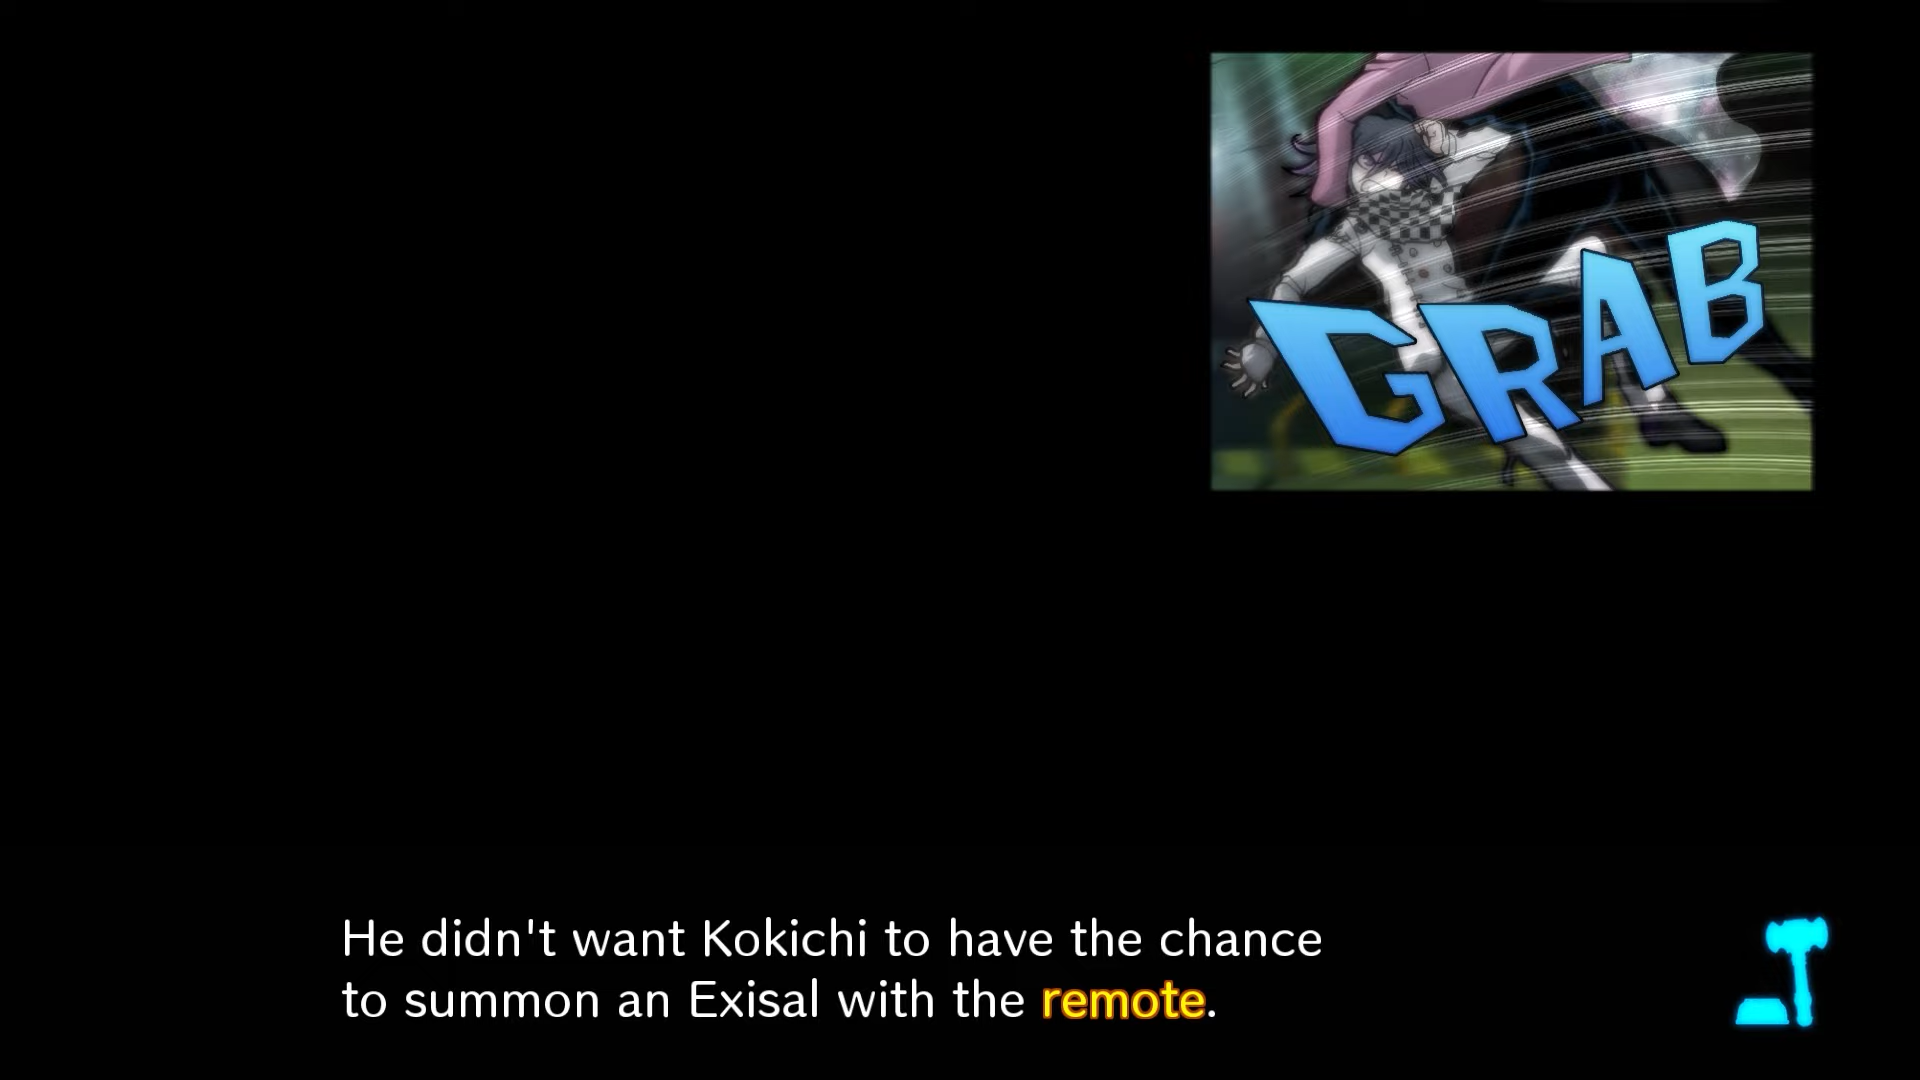 GRAB
He didn't want Kokichi to have the chance
to summon an Exisal with the remote.